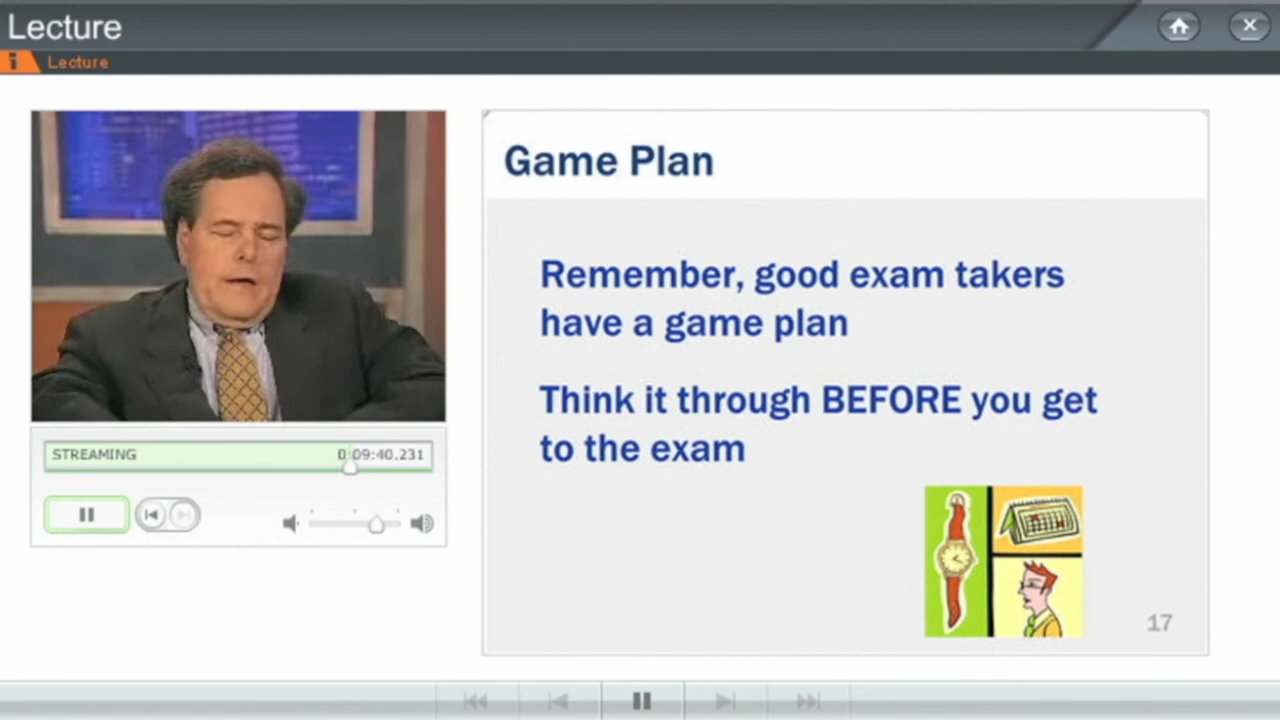 Lecture
i Lecture
Game Plan
Remember, good exam takers
have a game plan
Think it through BEFORE you get
to the exam
STREAMING 0:09:40.231
17